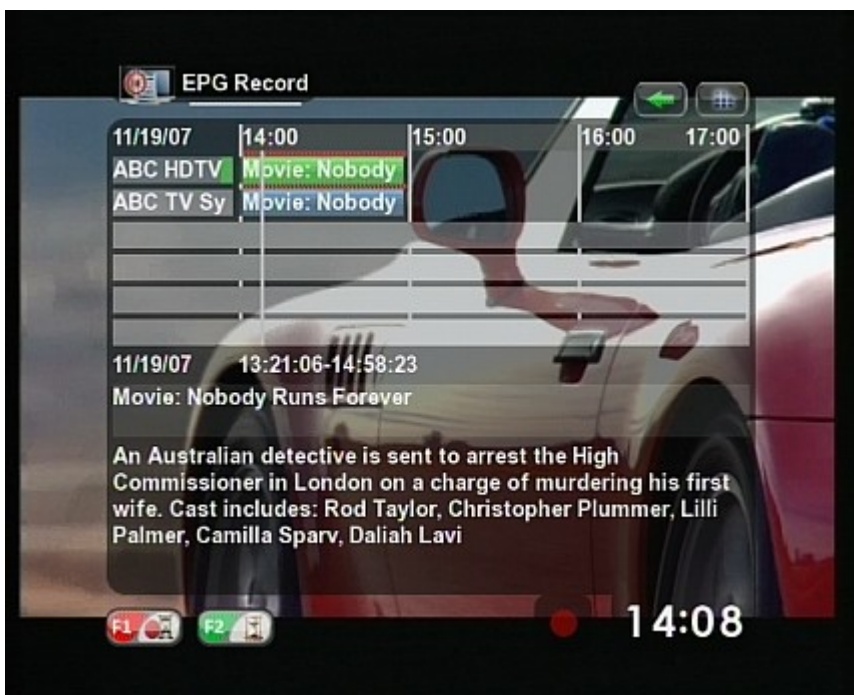 EPG Record
11/19/07 14:00 15:00 16:00 17:00
ABC HDTV Movie: Nobody
ABC TV Sy Movie: Nobody
11/19/07 13:21:06-14:58:23
Movie: Nobody Runs Forever
An Australian detective is sent to arrest the High
Commissioner in London on a charge of murdering his first
wife. Cast includes: Rod Taylor, Christopher Plummer, Lilli
Palmer, Camilla Sparv, Daliah Lavi
F1 F2 14:08